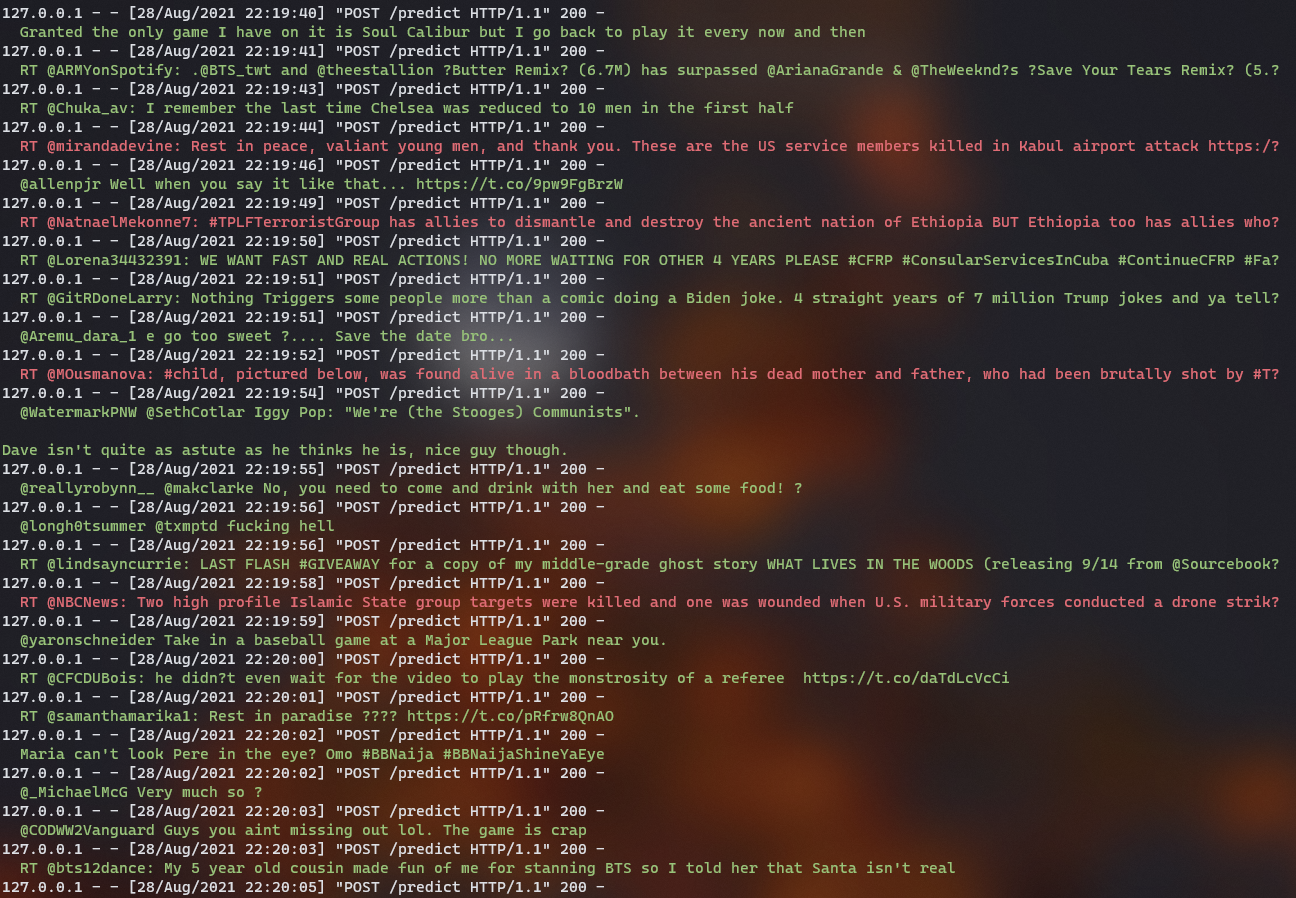 127.0.0.1 - - [28/Aug/2021 22:19:40] "POST /predict HTTP/1.1" 200 -
Granted the only game I have on it is Soul Calibur but I go back to play it every now and then
127.0.0.1 - - [28/Aug/2021 22:19:41] "POST /predict HTTP/1.1" 200 -
RT @ARMYonSpotify: .@BTS_twt and @theestallion ?Butter Remix? (6.7M) has surpassed @ArianaGrande & @TheWeeknd?s ?Save Your Tears Remix? (5.?
127.0.0.1 - - [28/Aug/2021 22:19:43] "POST /predict HTTP/1.1" 200 -
RT @Chuka_av: I remember the last time Chelsea was reduced to 10 men in the first half
127.0.0.1 - - [28/Aug/2021 22:19:44] "POST /predict HTTP/1.1" 200 -
RT @mirandadevine: Rest in peace, valiant young men, and thank you. These are the US service members killed in Kabul airport attack https:/?
127.0.0.1 - - [28/Aug/2021 22:19:46] "POST /predict HTTP/1.1" 200 -
@allenpjr Well when you say it like that... https://t.co/9pw9FgBrzW
127.0.0.1 - - [28/Aug/2021 22:19:49] "POST /predict HTTP/1.1" 200 -
RT @NatnaelMekonne7: #TPLFTerroristGroup has allies to dismantle and destroy the ancient nation of Ethiopia BUT Ethiopia too has allies who?
127.0.0.1 - - [28/Aug/2021 22:19:50] "POST /predict HTTP/1.1" 200 -
RT @Lorena34432391: WE WANT FAST AND REAL ACTIONS! NO MORE WAITING FOR OTHER 4 YEARS PLEASE #CFRP #ConsularServicesInCuba #ContinueCFRP #Fa?
127.0.0.1 - - [28/Aug/2021 22:19:51] "POST /predict HTTP/1.1" 200 -
RT @GitRDoneLarry: Nothing Triggers some people more than a comic doing a Biden joke. 4 straight years of 7 million Trump jokes and ya tell?
127.0.0.1 - - [28/Aug/2021 22:19:51] "POST /predict HTTP/1.1" 200 -
@Aremu_dara_1 e go too sweet ?.... Save the date bro...
127.0.0.1 - - [28/Aug/2021 22:19:52] "POST /predict HTTP/1.1" 200 -
RT @MOusmanova: #child, pictured below, was found alive in a bloodbath between his dead mother and father, who had been brutally shot by #T?
127.0.0.1 - - [28/Aug/2021 22:19:54] "POST /predict HTTP/1.1" 200 -
@WatermarkPNW @SethCotlar Iggy Pop: "We're (the Stooges) Communists".
Dave isn't quite as astute as he thinks he is, nice guy though.
127.0.0.1 - - [28/Aug/2021 22:19:55] "POST /predict HTTP/1.1" 200 -
@reallyrobynn__ @makclarke No, you need to come and drink with her and eat some food! ?
127.0.0.1 - - [28/Aug/2021 22:19:56] "POST /predict HTTP/1.1" 200 -
@longh0tsummer @txmptd fucking hell
127.0.0.1 - - [28/Aug/2021 22:19:56] "POST /predict HTTP/1.1" 200 -
RT @lindsayncurrie: LAST FLASH #GIVEAWAY for a copy of my middle-grade ghost story WHAT LIVES IN THE WOODS (releasing 9/14 from @Sourcebook?
127.0.0.1 - - [28/Aug/2021 22:19:58] "POST /predict HTTP/1.1" 200 -
RT @NBCNews: Two high profile Islamic State group targets were killed and one was wounded when U.S. military forces conducted a drone strik?
127.0.0.1 - - [28/Aug/2021 22:19:59] "POST /predict HTTP/1.1" 200 -
@yaronschneider Take in a baseball game at a Major League Park near you.
127.0.0.1 - - [28/Aug/2021 22:20:00] "POST /predict HTTP/1.1" 200 -
RT @CFCDUBois: he didn?t even wait for the video to play the monstrosity of a referee  https://t.co/daTdLcVcCi
127.0.0.1 - - [28/Aug/2021 22:20:01] "POST /predict HTTP/1.1" 200 -
RT @samanthamarika1: Rest in paradise ???? https://t.co/pRfrw8QnAO
127.0.0.1 - - [28/Aug/2021 22:20:02] "POST /predict HTTP/1.1" 200 -
Maria can't look Pere in the eye? Omo #BBNaija #BBNaijaShineYaEye
127.0.0.1 - - [28/Aug/2021 22:20:02] "POST /predict HTTP/1.1" 200 -
@_MichaelMcG Very much so ?
127.0.0.1 - - [28/Aug/2021 22:20:03] "POST /predict HTTP/1.1" 200 -
@CODWW2Vanguard Guys you aint missing out lol. The game is crap
127.0.0.1 - - [28/Aug/2021 22:20:03] "POST /predict HTTP/1.1" 200 -
RT @bts12dance: My 5 year old cousin made fun of me for stanning BTS so I told her that Santa isn't real
127.0.0.1 - - [28/Aug/2021 22:20:05] "POST /predict HTTP/1.1" 200 -